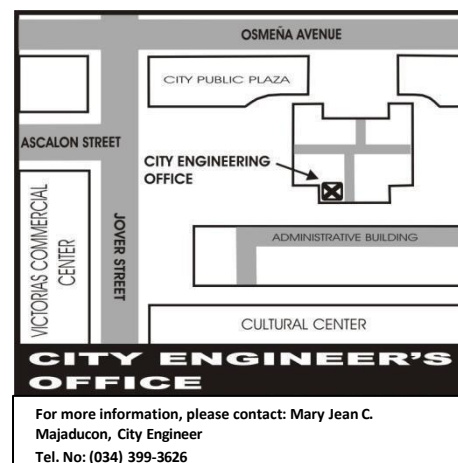 OSMEÑA AVENUE
CITY PUBLIC PLAZA
ASCALON STREET
CITY ENGINEERING
OFFICE
VICTORIAS COMMERCIAL
CENTER
JOVER STREET
ADMINISTRATIVE BUILDING
CULTURAL CENTER
CITY ENGINEER'S
OFFICE
For more information, please contact: Mary Jean C.
Majaducon, City Engineer
Tel. No: (034) 399-3626